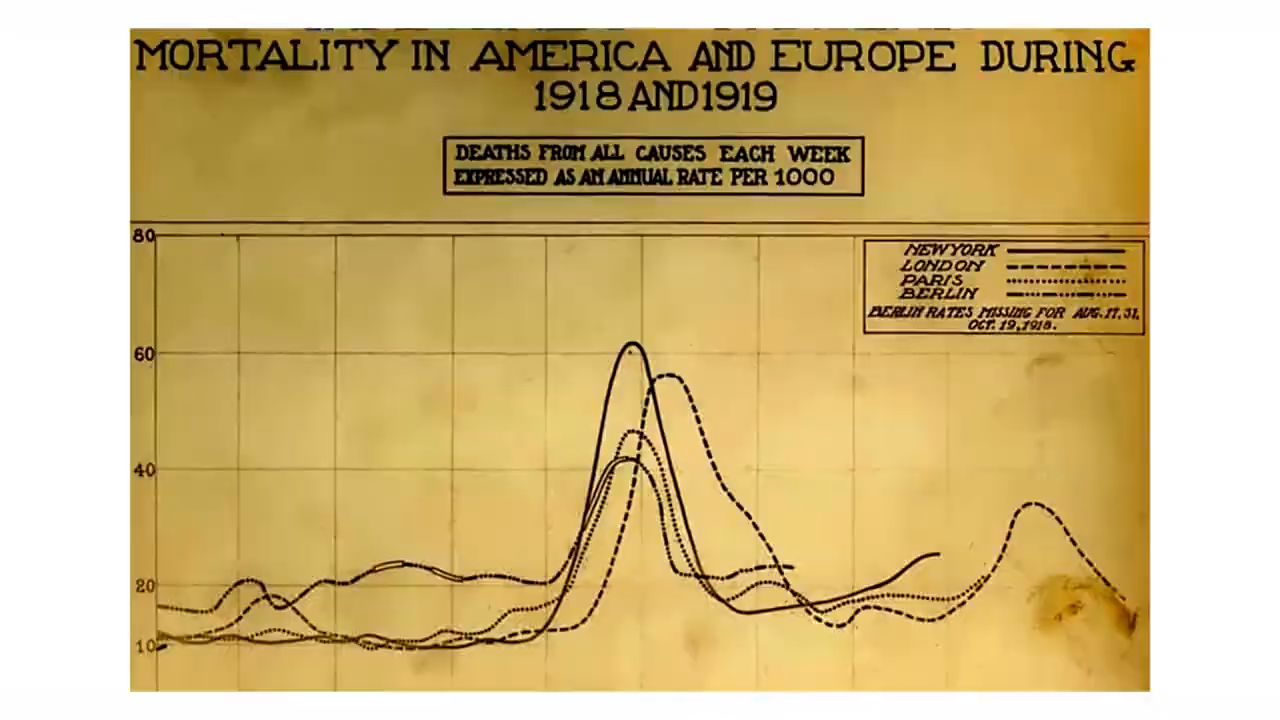 MORTALITY IN AMERICA AND EUROPE DURING
1918 AND 1919
DEATHS FROM ALL CAUSES EACH WEEK
EXPRESSED AS AN ANNUAL RATE PER 1000
80
NEW YORK
LONDON
PARIS
BERLIN
BERLIN RATES MISSING FOR AUG. 17, 31,
OCT. 19, 1918.
60
40
20
10